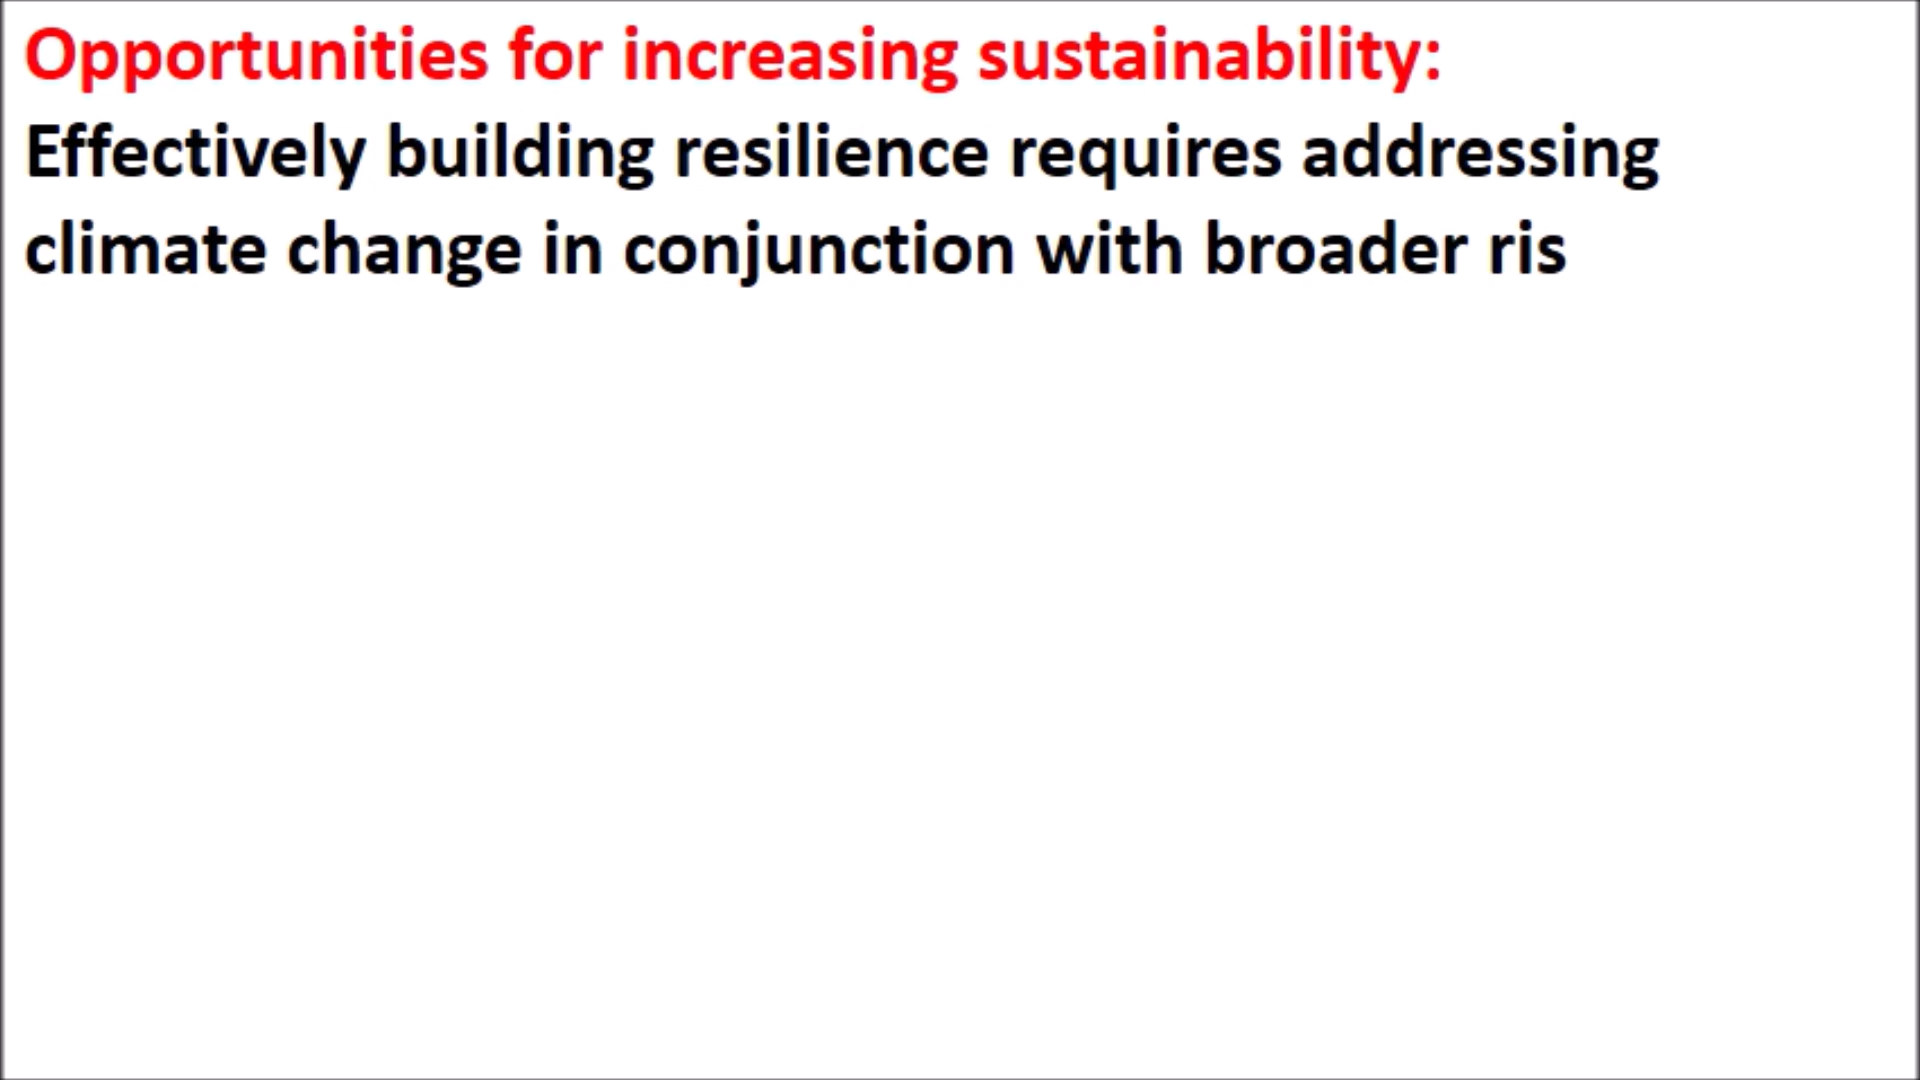 Opportunities for increasing sustainability:
Effectively building resilience requires addressing
climate change in conjunction with broader ris